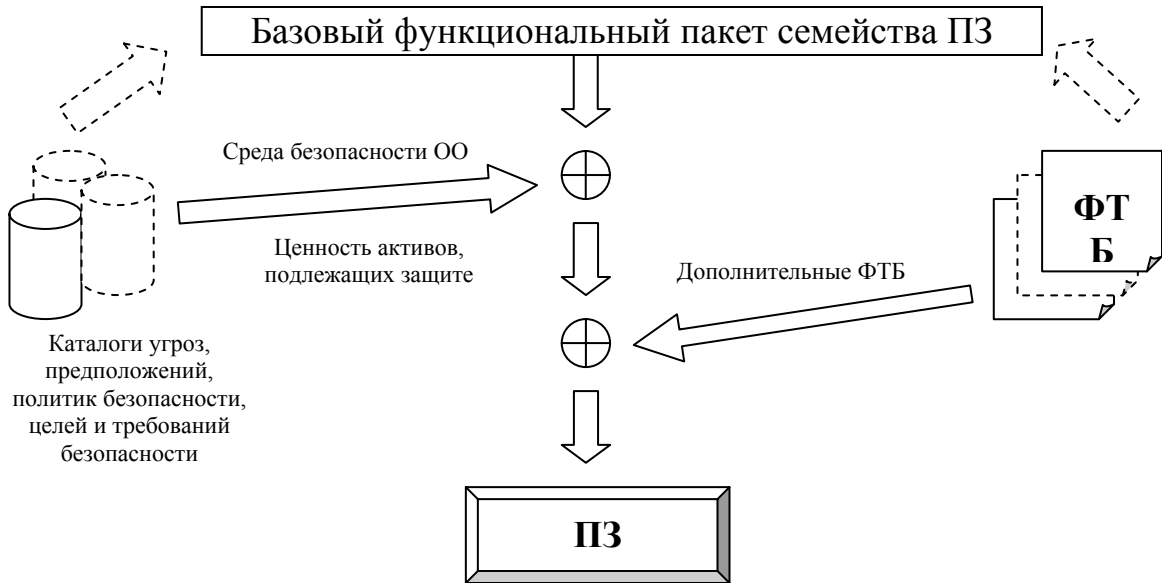 Базовый функциональный пакет семейства ПЗ
Среда безопасности ОО
Ценность активов,
подлежащих защите
ФТ
Б
Дополнительные ФТБ
Каталоги угроз,
предположений,
политик безопасности,
целей и требований
безопасности
ПЗ